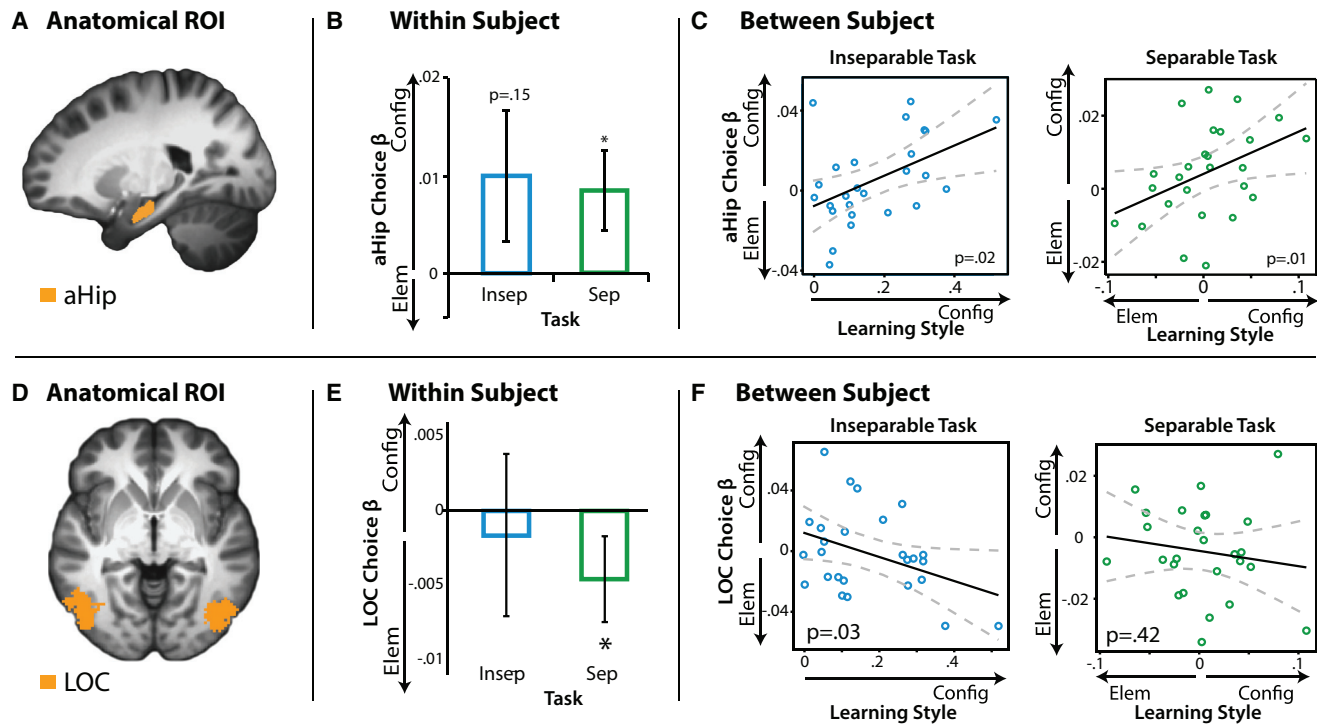 A Anatomical ROI
aHip
B Within Subject
aHip Choice β
Elem
Config
.02
.01
0
p=.15
*
Insep
Sep
Task
C Between Subject
Inseparable Task
aHip Choice β
Elem
Config
.04
0
-.04
p=.02
0
.2
.4
Config
Learning Style
Separable Task
Elem
Config
.02
0
-.02
p=.01
-.1
0
.1
Elem
Config
Learning Style
D Anatomical ROI
LOC
E Within Subject
LOC Choice β
Elem
Config
.005
0
-.005
-.01
*
Insep
Sep
Task
F Between Subject
Inseparable Task
LOC Choice β
Elem
Config
.04
0
-.04
p=.03
0
.2
.4
Config
Learning Style
Separable Task
Elem
Config
.02
0
-.02
p=.42
-.1
0
.1
Elem
Config
Learning Style